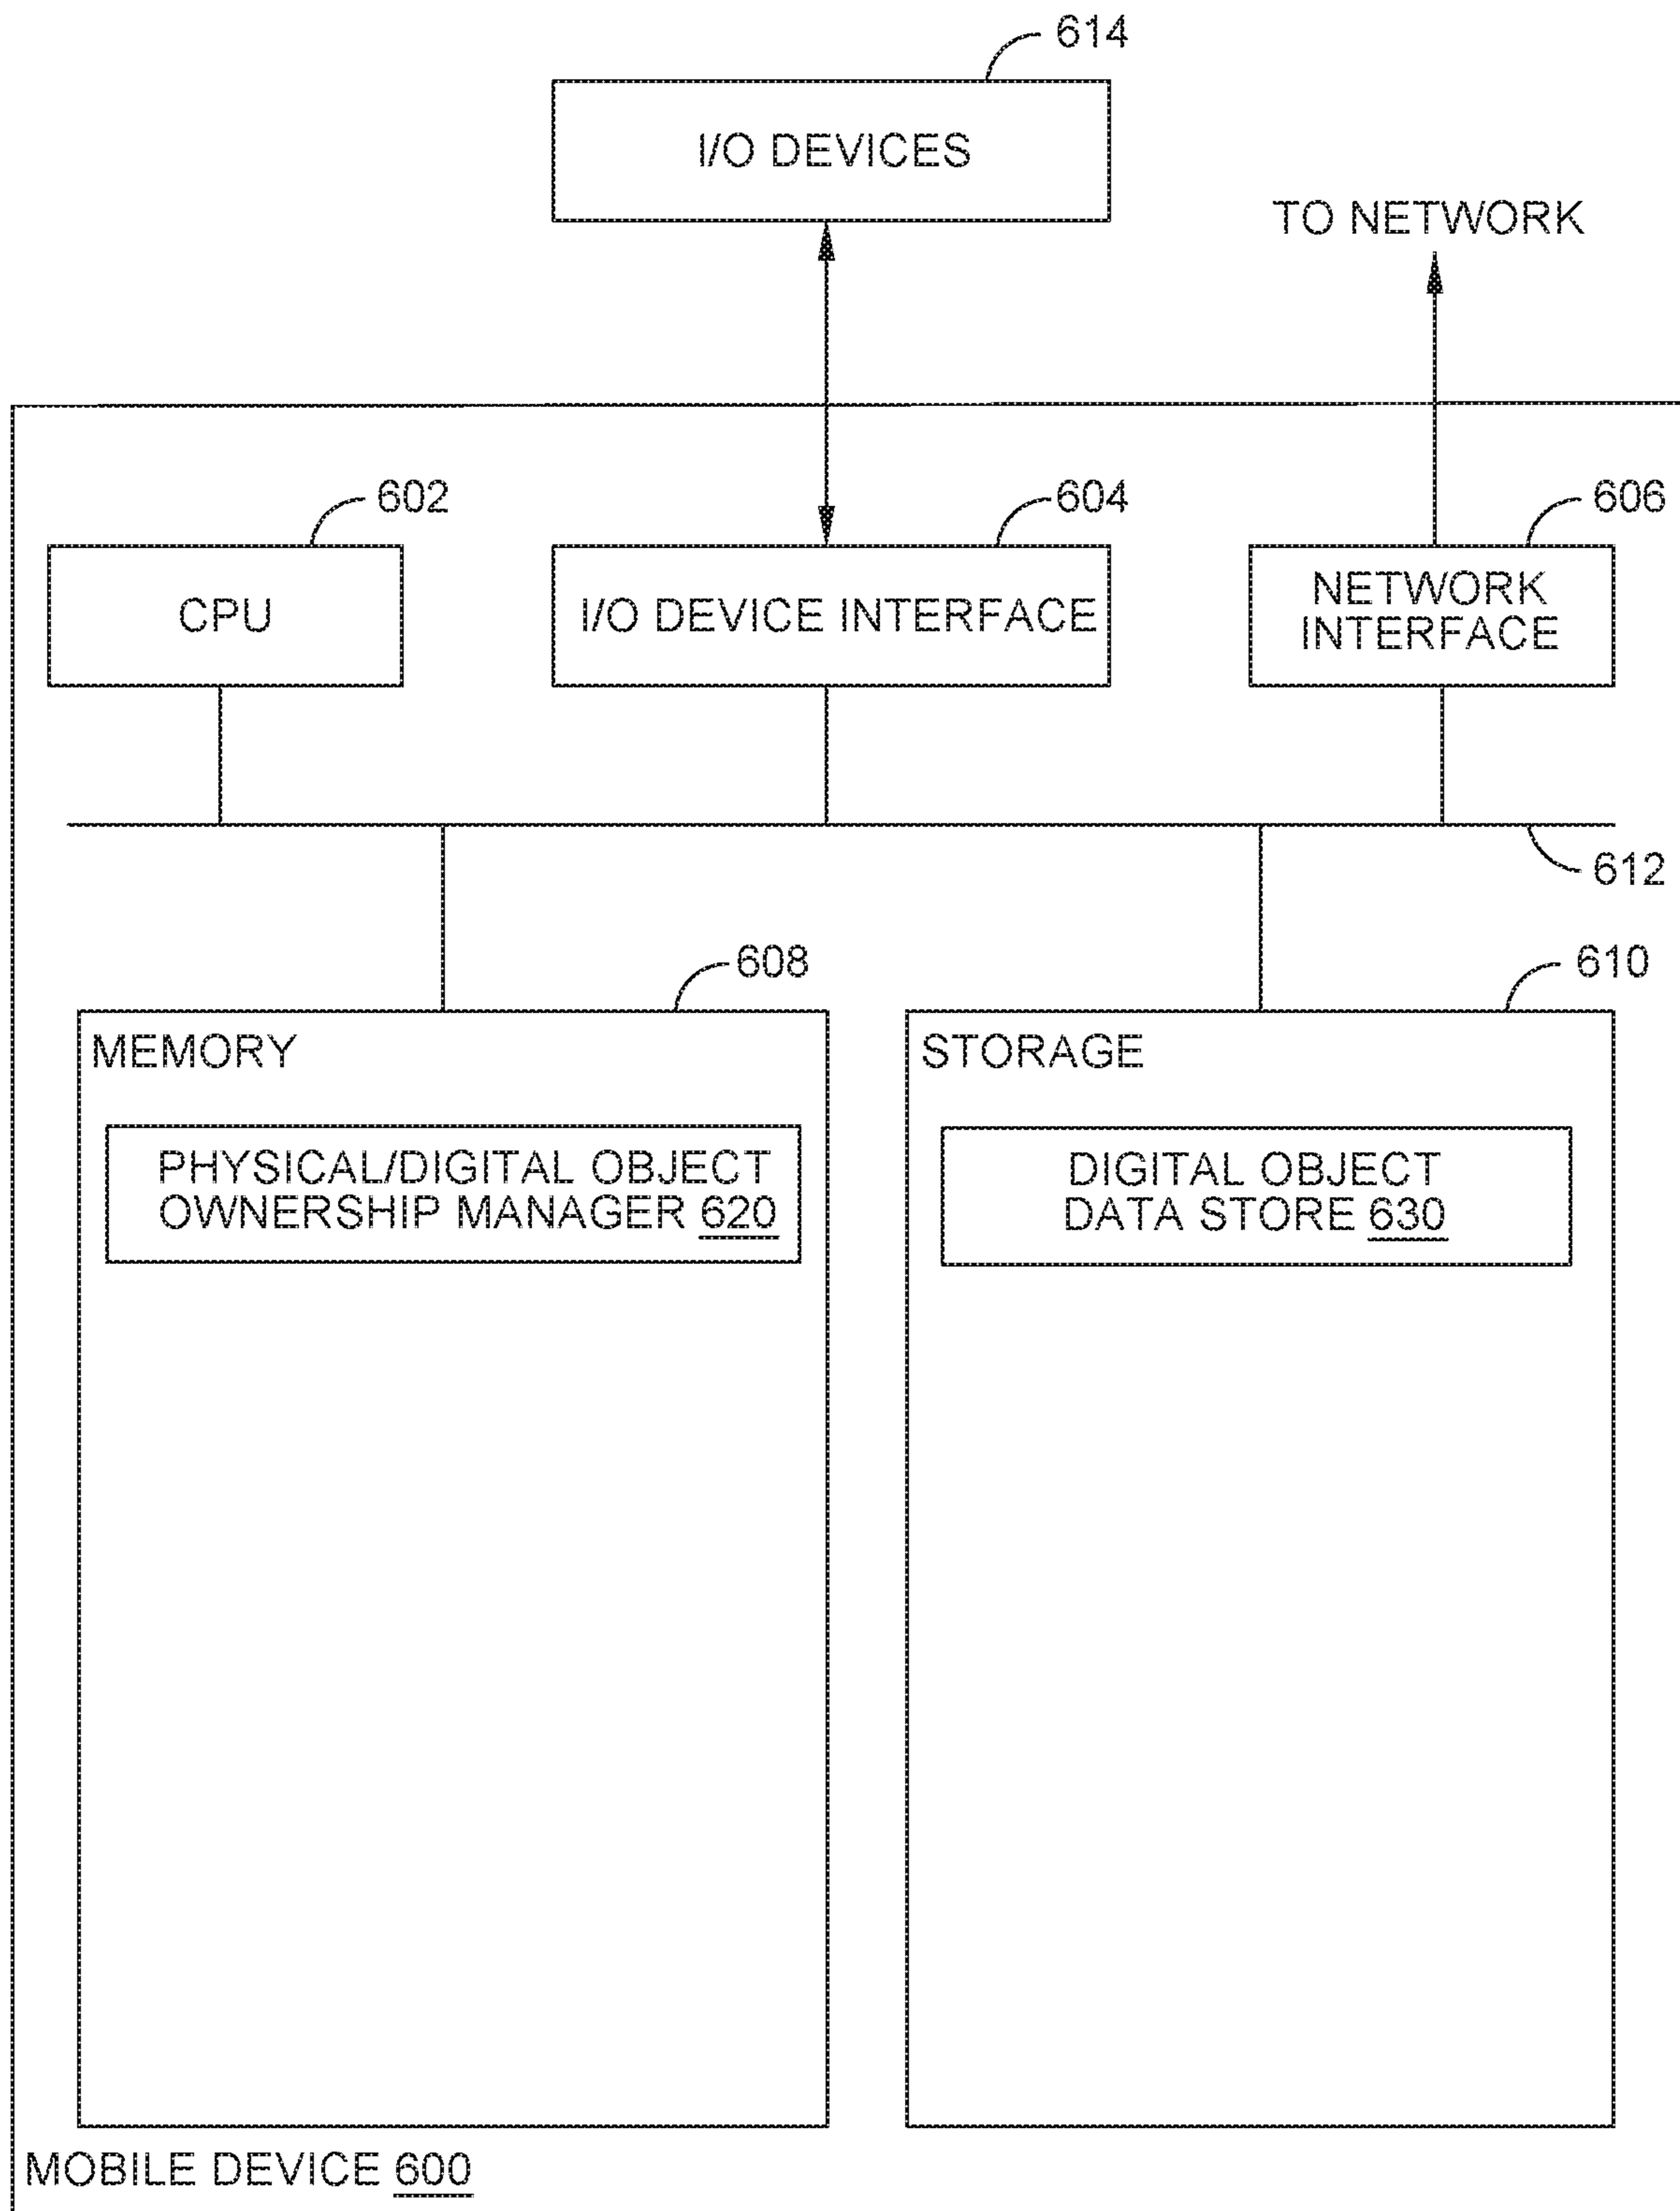 614
I/O DEVICES
TO NETWORK
602
604
606
CPU
I/O DEVICE INTERFACE
NETWORK
INTERFACE
612
608
610
MEMORY
STORAGE
PHYSICAL/DIGITAL OBJECT
OWNERSHIP MANAGER 620
DIGITAL OBJECT
DATA STORE 630
MOBILE DEVICE 600